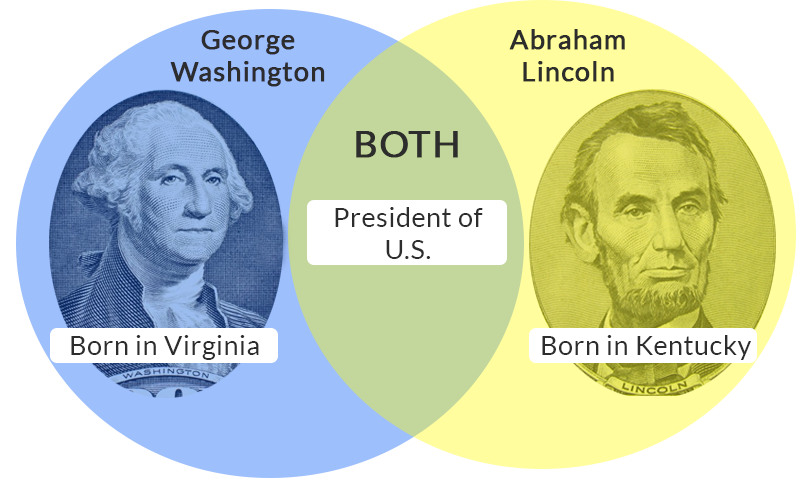 George
Washington
Abraham
Lincoln
BOTH
President of
U.S.
Born in Virginia
Born in Kentucky
WASHINGTON
LINCOLN